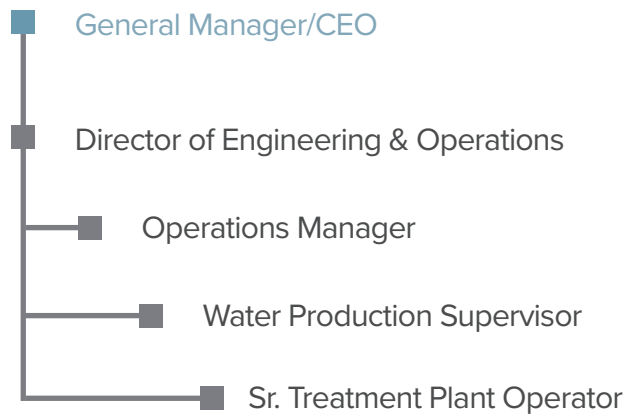 General Manager/CEO
Director of Engineering & Operations
Operations Manager
Water Production Supervisor
Sr. Treatment Plant Operator